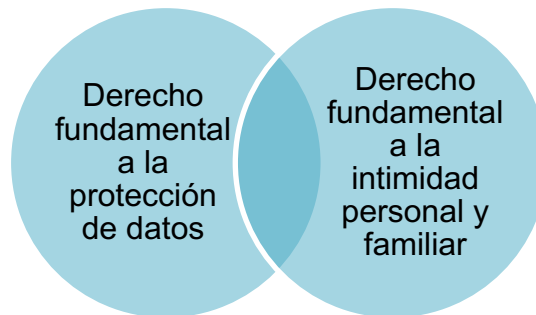 Derecho
fundamental
a la
protección
de datos
Derecho
fundamental
a la
intimidad
personal y
familiar